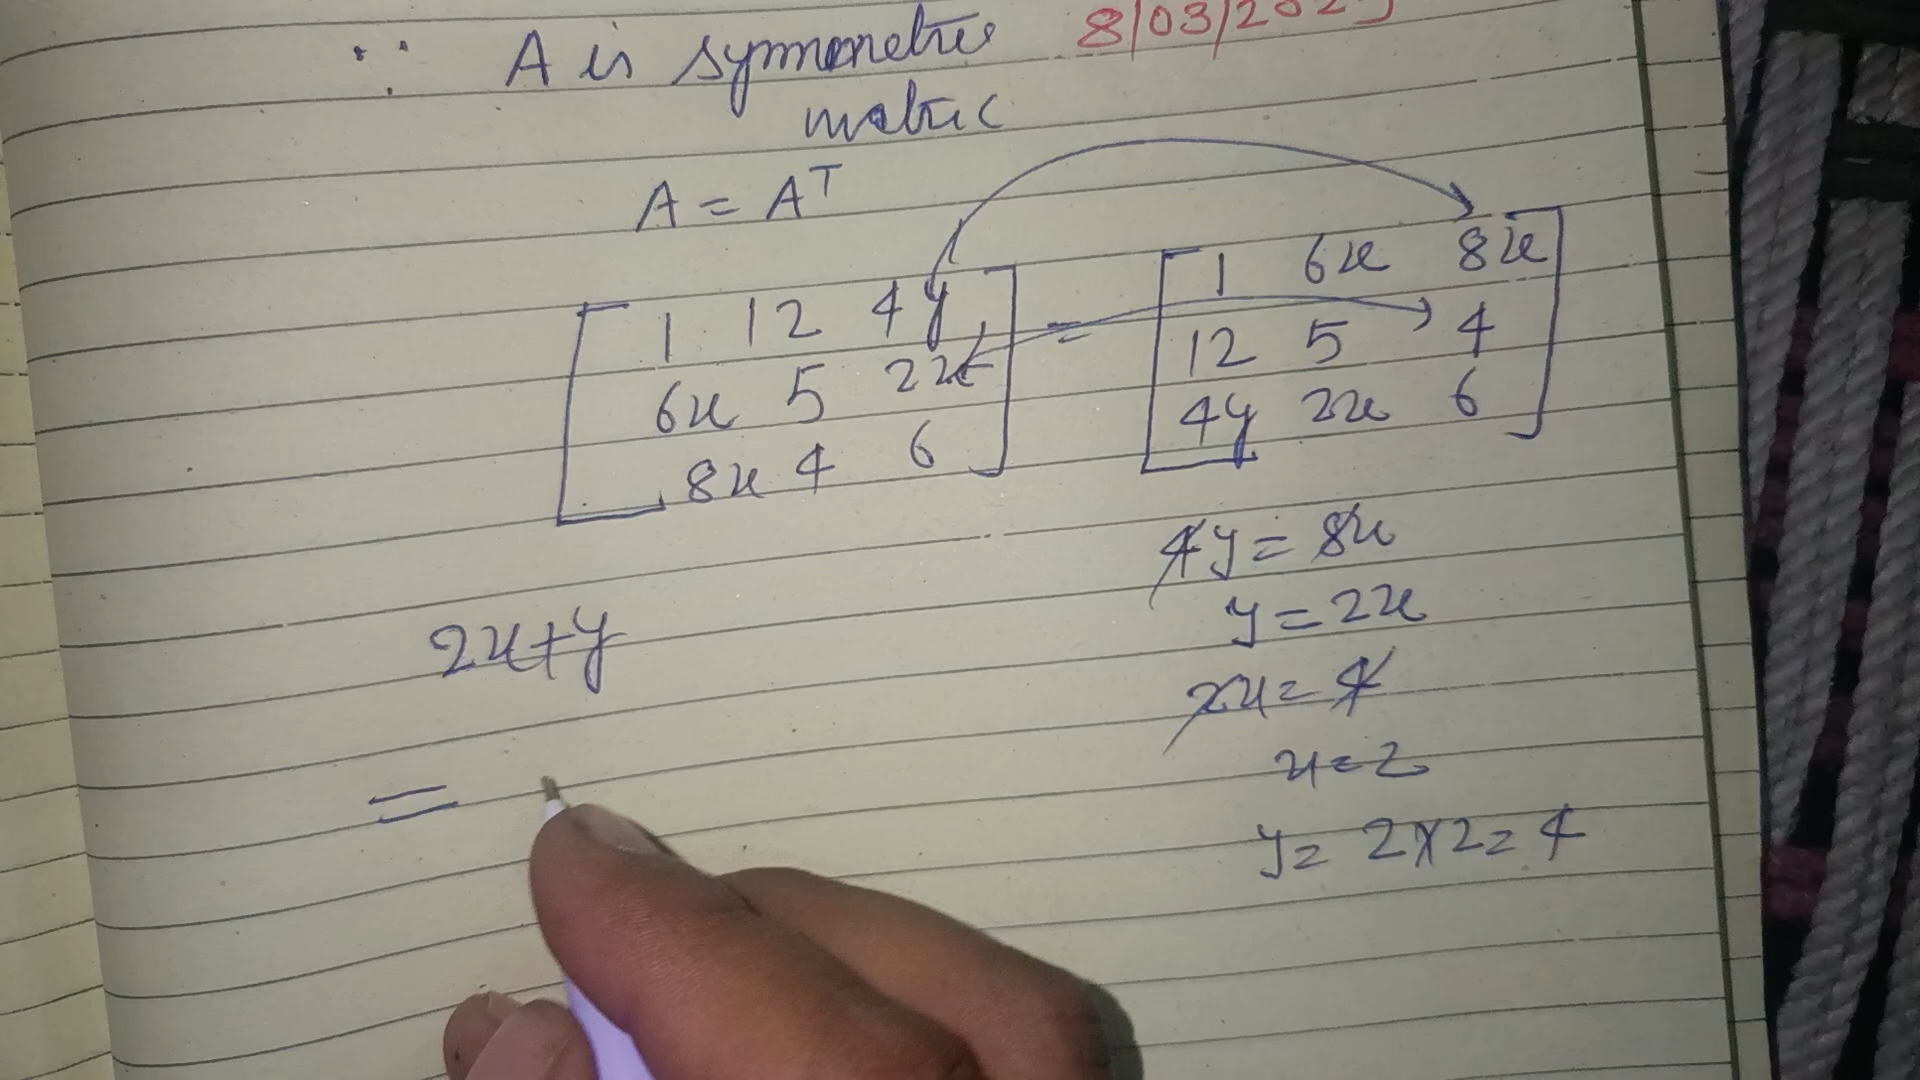 ∵ A is symmetric 8/03/202
matric
A = Aᵀ
[1 12 4y] = [1 6x 8x]
[6x 5 2x] [12 5 4]
[8x 4 6] [4y 2x 6]
4y = 8x
y = 2x
2x + y
2x = 4
x = 2
=
y = 2×2 = 4